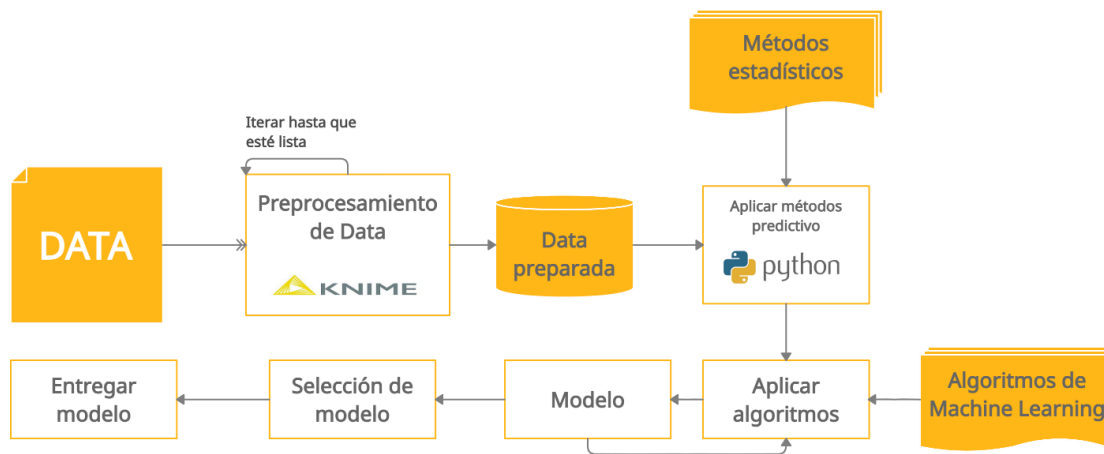 Métodos
estadísticos
Iterar hasta que
esté lista
DATA
Preprocesamiento
de Data
KNIME
Data
preparada
Aplicar métodos
predictivo
python
Entregar
modelo
Selección de
modelo
Modelo
Aplicar
algoritmos
Algoritmos de
Machine Learning